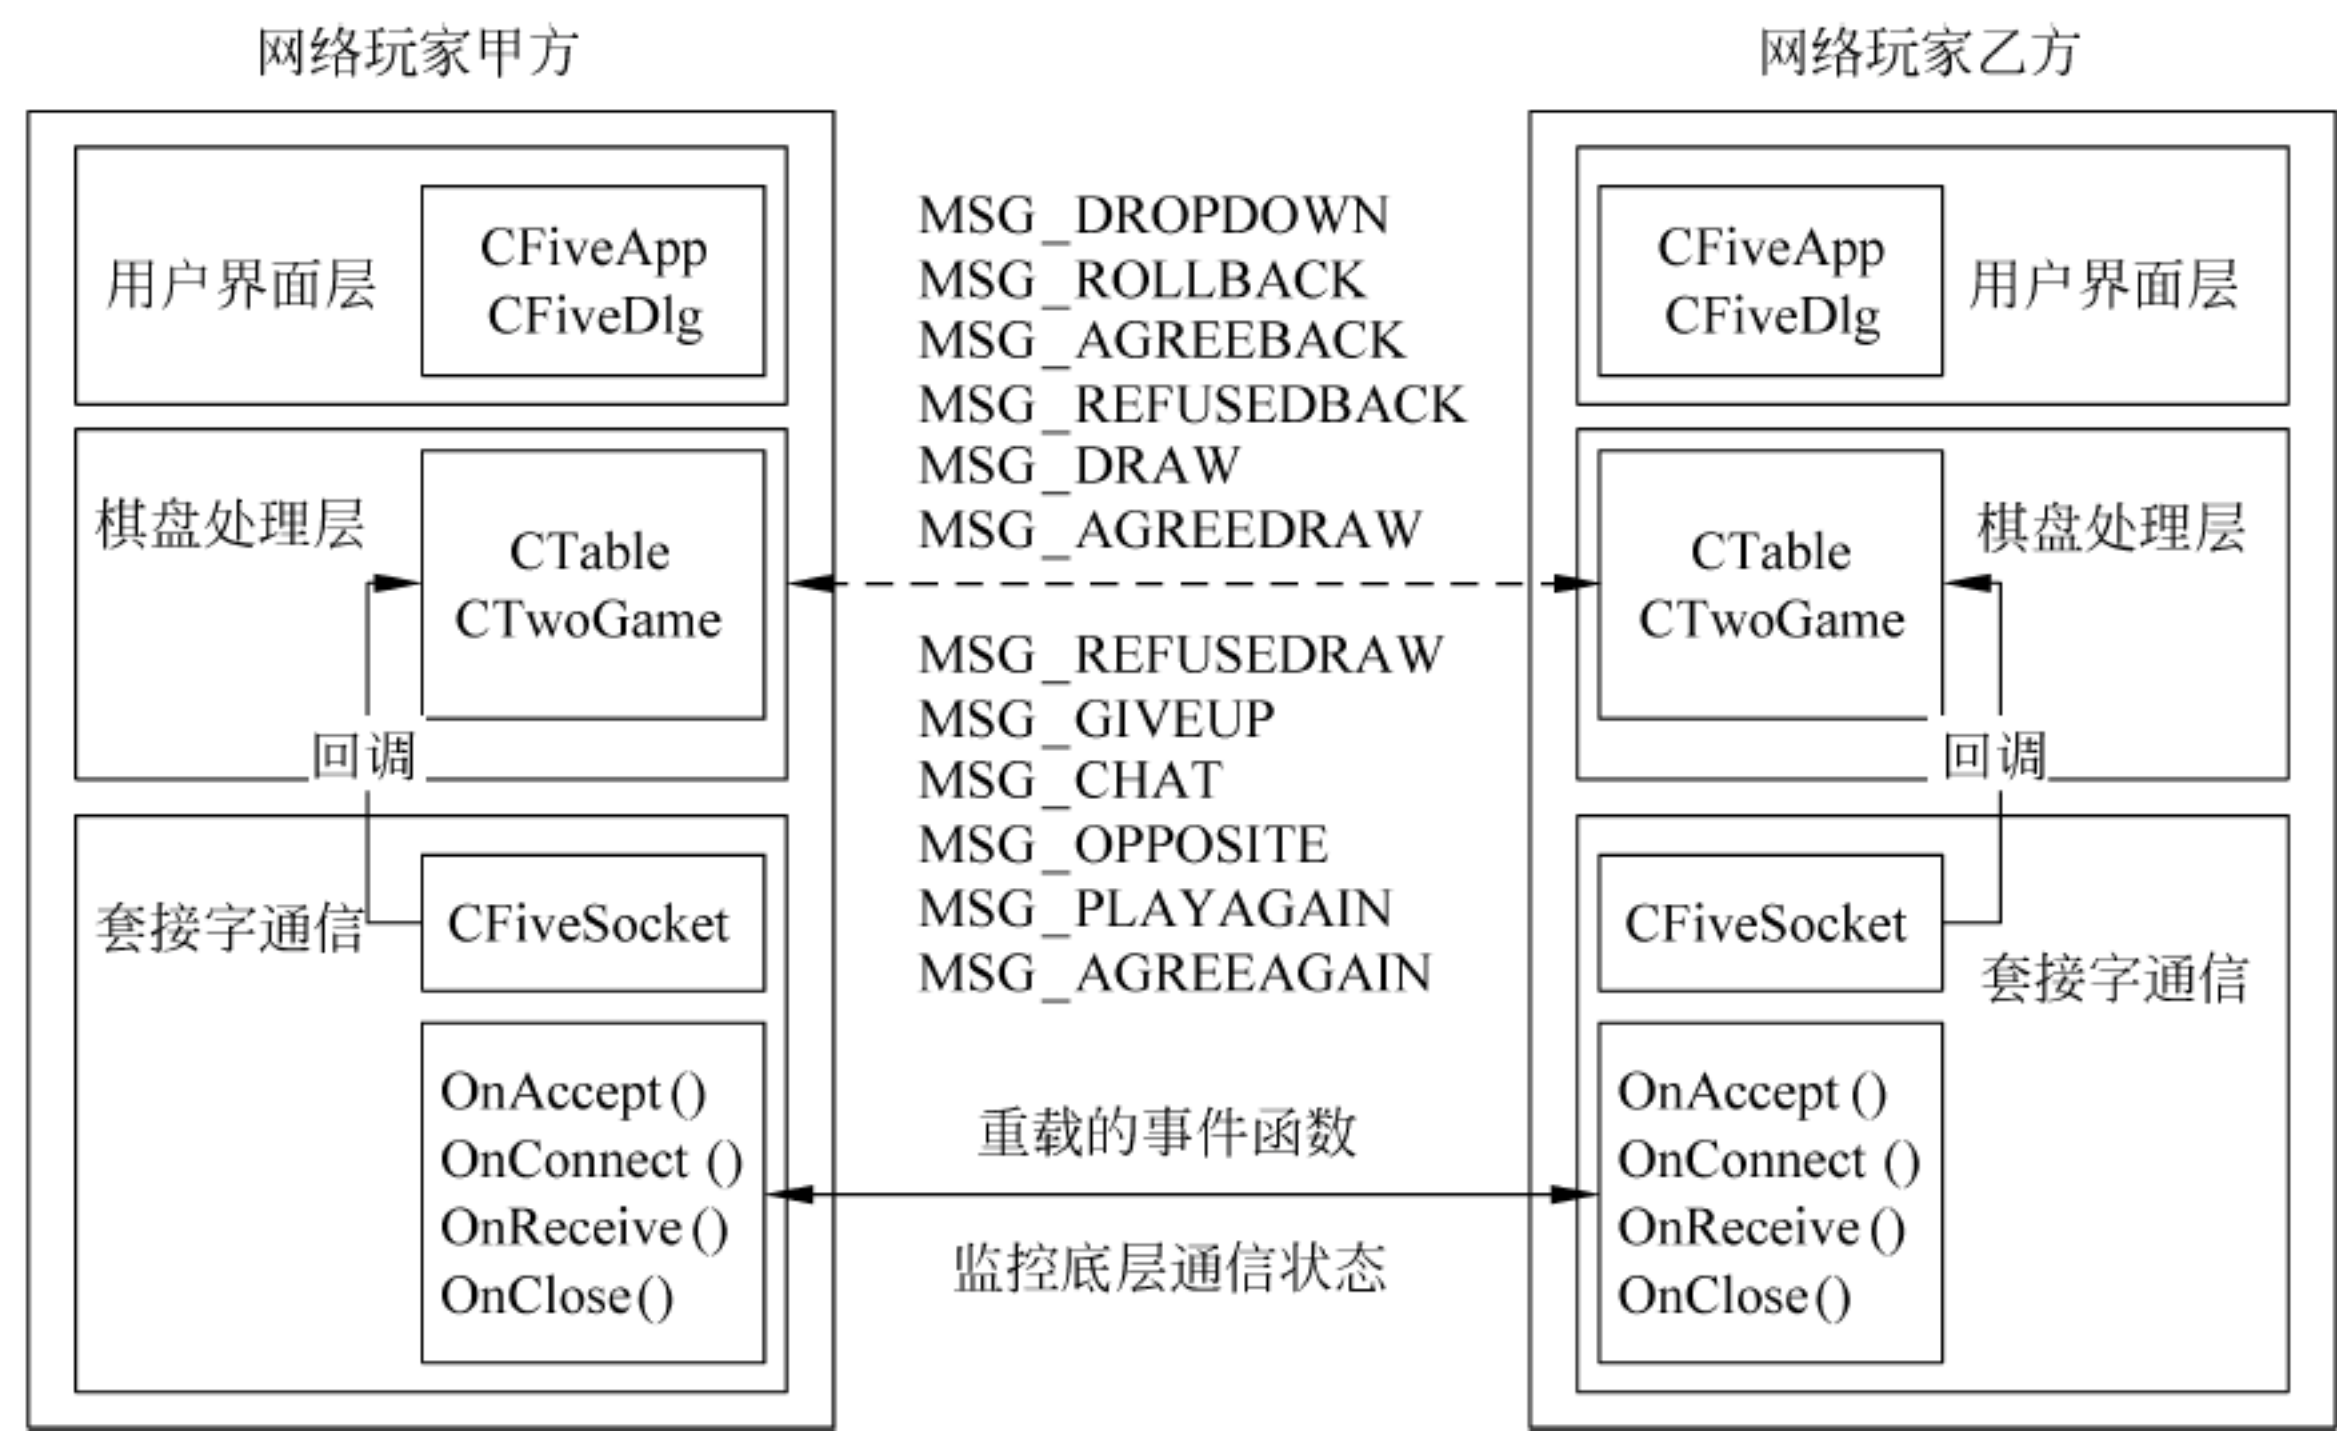 网络玩家甲方
用户界面层
CFiveApp
CFiveDlg
棋盘处理层
CTable
CTwoGame
回调
套接字通信
CFiveSocket
OnAccept()
OnConnect ()
OnReceive()
OnClose()
MSG_DROPDOWN
MSG_ROLLBACK
MSG_AGREEBACK
MSG_REFUSEDBACK
MSG_DRAW
MSG_AGREEDRAW
MSG_REFUSEDRAW
MSG_GIVEUP
MSG_CHAT
MSG_OPPOSITE
MSG_PLAYAGAIN
MSG_AGREEAGAIN
重载的事件函数
监控底层通信状态
网络玩家乙方
CFiveApp
CFiveDlg
用户界面层
CTable
CTwoGame
棋盘处理层
回调
CFiveSocket
套接字通信
OnAccept()
OnConnect ()
OnReceive()
OnClose()